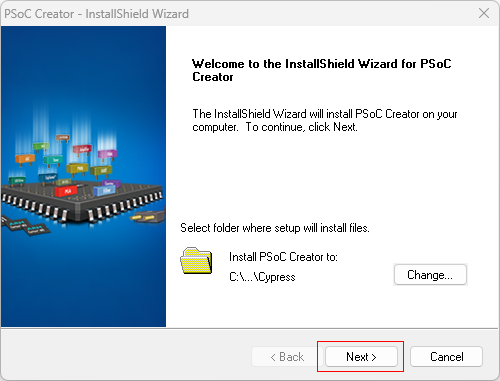 PSoC Creator - InstallShield Wizard
Welcome to the InstallShield Wizard for PSoC
Creator
The InstallShield Wizard will install PSoC Creator on your
computer. To continue, click Next.
Select folder where setup will install files.
Install PSoC Creator to:
C:\...\Cypress
Change...
< Back
Next >
Cancel